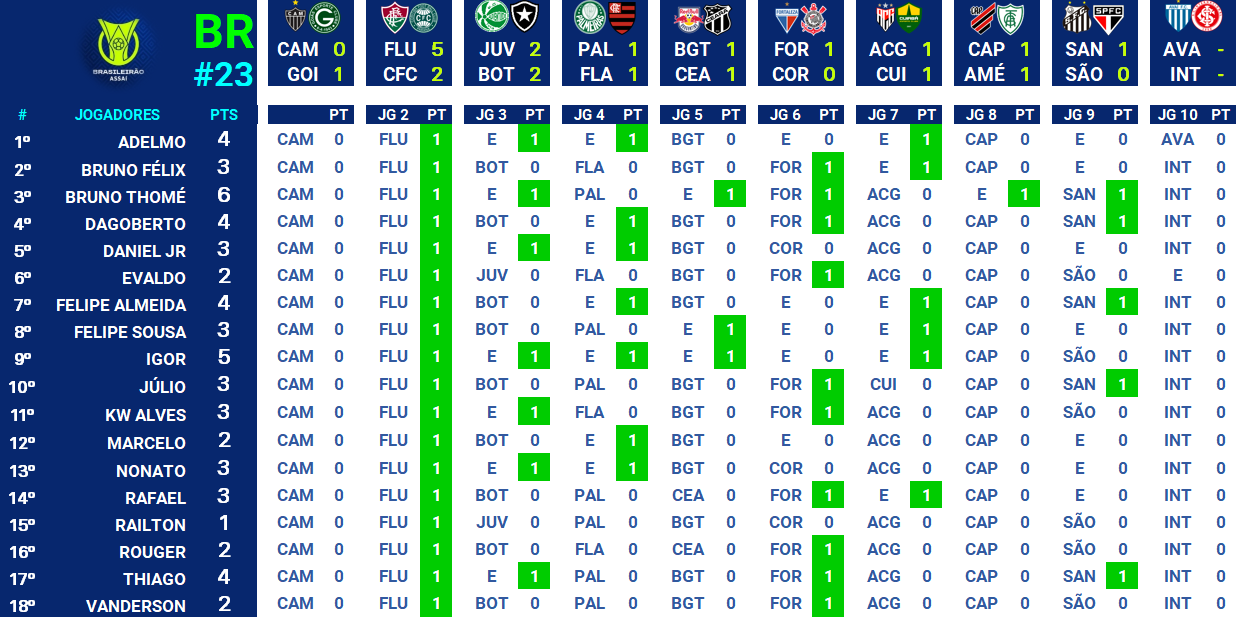 BR
#23
BRASILEIRÃO
ASSAÍ
CAM 0 FLU 5 JUV 2 PAL 1 BGT 1 FOR 1 ACG 1 CAP 1 SAN 1 AVA -
GOI 1 CFC 2 BOT 2 FLA 1 CEA 1 COR 0 CUI 1 AMÉ 1 SÃO 0 INT -
# JOGADORES PTS PT JG 2 PT JG 3 PT JG 4 PT JG 5 PT JG 6 PT JG 7 PT JG 8 PT JG 9 PT JG 10 PT
1º ADELMO 4 CAM 0 FLU 1 E 1 E 1 BGT 0 E 0 E 1 CAP 0 E 0 AVA 0
2º BRUNO FÉLIX 3 CAM 0 FLU 1 BOT 0 FLA 0 BGT 0 FOR 1 E 1 CAP 0 E 0 INT 0
3º BRUNO THOMÉ 6 CAM 0 FLU 1 E 1 PAL 0 E 1 FOR 1 ACG 0 E 1 SAN 1 INT 0
4º DAGOBERTO 4 CAM 0 FLU 1 BOT 0 E 1 BGT 0 FOR 1 ACG 0 CAP 0 SAN 1 INT 0
5º DANIEL JR 3 CAM 0 FLU 1 E 1 E 1 BGT 0 COR 0 ACG 0 CAP 0 E 0 INT 0
6º EVALDO 2 CAM 0 FLU 1 JUV 0 FLA 0 BGT 0 FOR 1 ACG 0 CAP 0 SÃO 0 E 0
7º FELIPE ALMEIDA 4 CAM 0 FLU 1 BOT 0 E 1 BGT 0 E 0 E 1 CAP 0 SAN 1 INT 0
8º FELIPE SOUSA 3 CAM 0 FLU 1 BOT 0 PAL 0 E 1 E 0 E 1 CAP 0 E 0 INT 0
9º IGOR 5 CAM 0 FLU 1 E 1 E 1 E 1 E 0 E 1 CAP 0 SÃO 0 INT 0
10º JÚLIO 3 CAM 0 FLU 1 BOT 0 PAL 0 BGT 0 FOR 1 CUI 0 CAP 0 SAN 1 INT 0
11º KW ALVES 3 CAM 0 FLU 1 E 1 FLA 0 BGT 0 FOR 1 ACG 0 CAP 0 SÃO 0 INT 0
12º MARCELO 2 CAM 0 FLU 1 BOT 0 E 1 BGT 0 E 0 ACG 0 CAP 0 E 0 INT 0
13º NONATO 3 CAM 0 FLU 1 E 1 E 1 BGT 0 COR 0 ACG 0 CAP 0 E 0 INT 0
14º RAFAEL 3 CAM 0 FLU 1 BOT 0 PAL 0 CEA 0 FOR 1 E 1 CAP 0 E 0 INT 0
15º RAILTON 1 CAM 0 FLU 1 JUV 0 PAL 0 BGT 0 COR 0 ACG 0 CAP 0 SÃO 0 INT 0
16º ROUGER 2 CAM 0 FLU 1 BOT 0 FLA 0 CEA 0 FOR 1 ACG 0 CAP 0 SÃO 0 INT 0
17º THIAGO 4 CAM 0 FLU 1 E 1 PAL 0 BGT 0 FOR 1 ACG 0 CAP 0 SAN 1 INT 0
18º VANDERSON 2 CAM 0 FLU 1 BOT 0 PAL 0 BGT 0 FOR 1 ACG 0 CAP 0 SÃO 0 INT 0